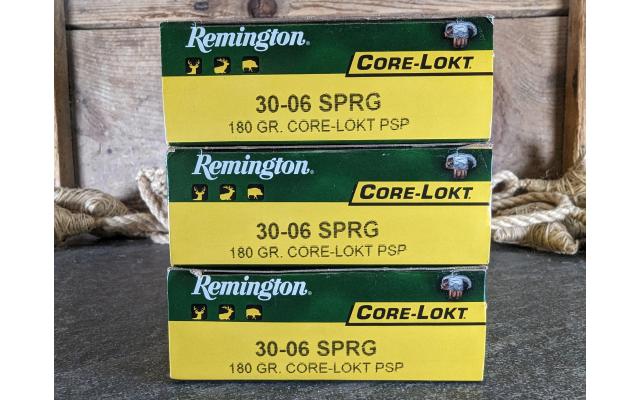 Remington®
CORE-LOKT
30-06 SPRG
180 GR. CORE-LOKT PSP
Remington®
CORE-LOKT
30-06 SPRG
180 GR. CORE-LOKT PSP
Remington®
CORE-LOKT
30-06 SPRG
180 GR. CORE-LOKT PSP